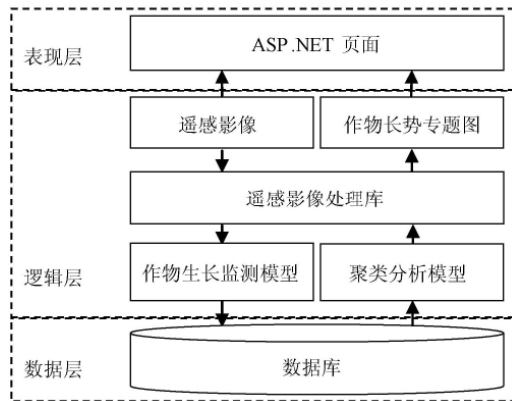 ASP.NET 页面
表现层
遥感影像 作物长势专题图
遥感影像处理库
作物生长监测模型 聚类分析模型
逻辑层
数据库
数据层